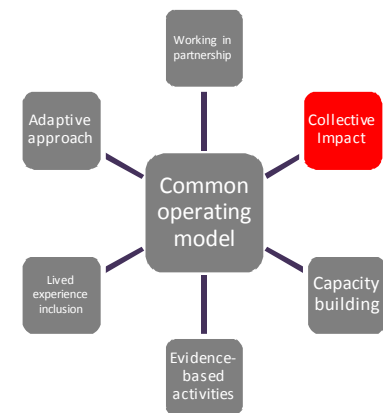 Working in
partnership
Adaptive
approach
Collective
Impact
Common
operating
model
Lived
experience
inclusion
Capacity
building
Evidence-
based
activities